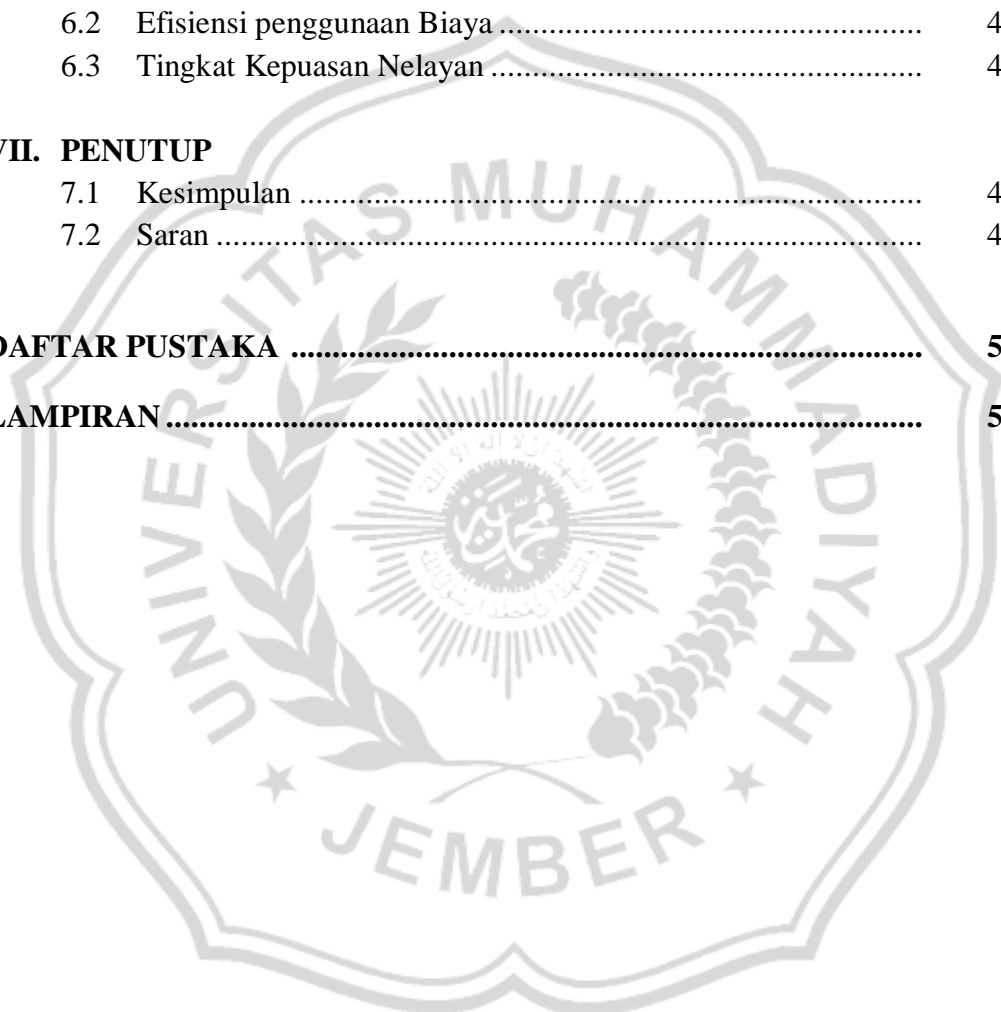 6.2 Efisiensi penggunaan Biaya ...................................................... 4
6.3 Tingkat Kepuasan Nelayan ....................................................... 4
VII. PENUTUP
7.1 Kesimpulan ................................................................................ 4
7.2 Saran .......................................................................................... 4
DAFTAR PUSTAKA ................................................................................ 5
LAMPIRAN ................................................................................................ 5
UNIVERSITAS MUHAMMADIYAH
JEMBER